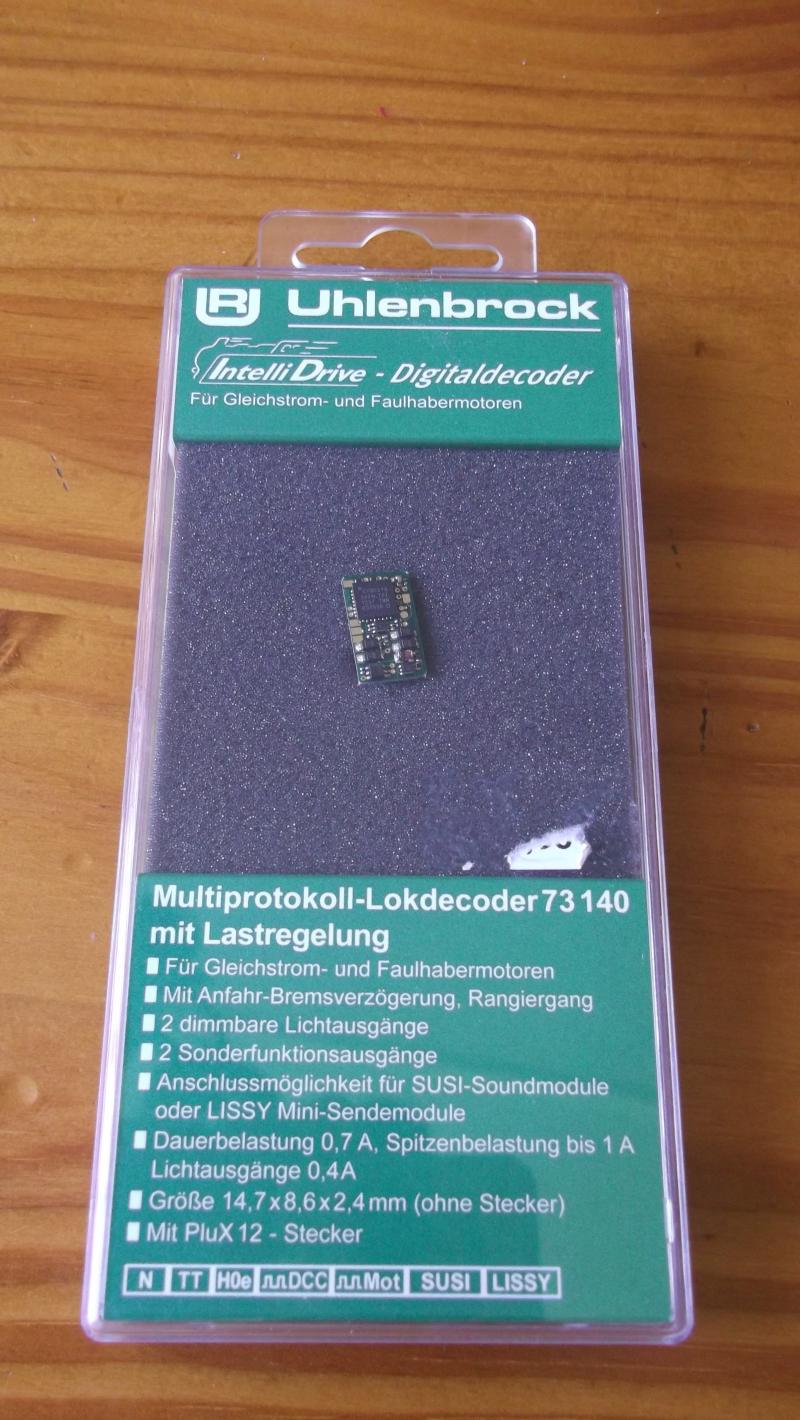 Uhlenbrock
IntelliDrive - Digitaldecoder
Für Gleichstrom- und Faulhabermotoren
Multiprotokoll-Lokdecoder 73 140
mit Lastregelung
Für Gleichstrom- und Faulhabermotoren
Mit Anfahr-Bremsverzögerung, Rangiergang
2 dimmbare Lichtausgänge
2 Sonderfunktionsausgänge
Anschlussmöglichkeit für SUSI-Soundmodule
oder LISSY Mini-Sendemodule
Dauerbelastung 0,7 A, Spitzenbelastung bis 1 A
Lichtausgänge 0,4 A
Größe 14,7 x 8,6 x 2,4 mm (ohne Stecker)
Mit PluX 12 - Stecker
N TT H0e DCC Mot SUSI LISSY